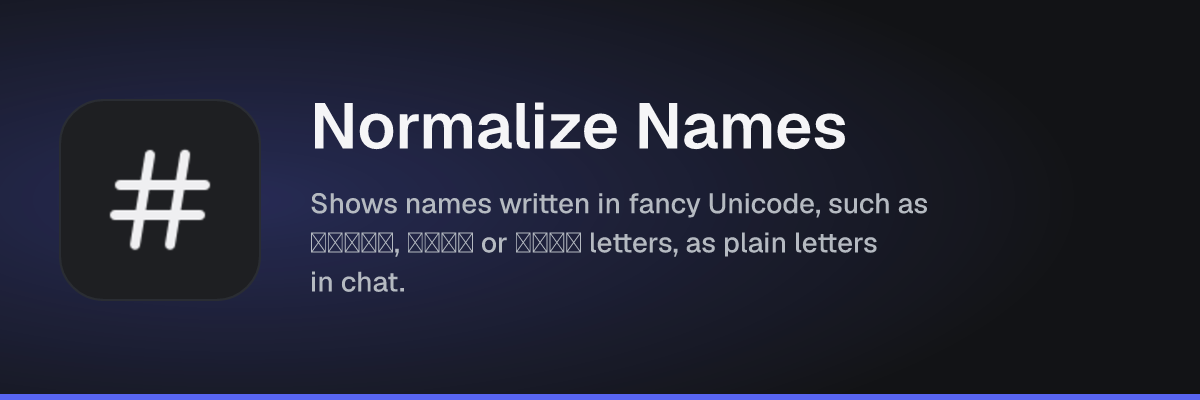 Normalize Names
Shows names written in fancy Unicode, such as
, or letters, as plain letters
in chat.